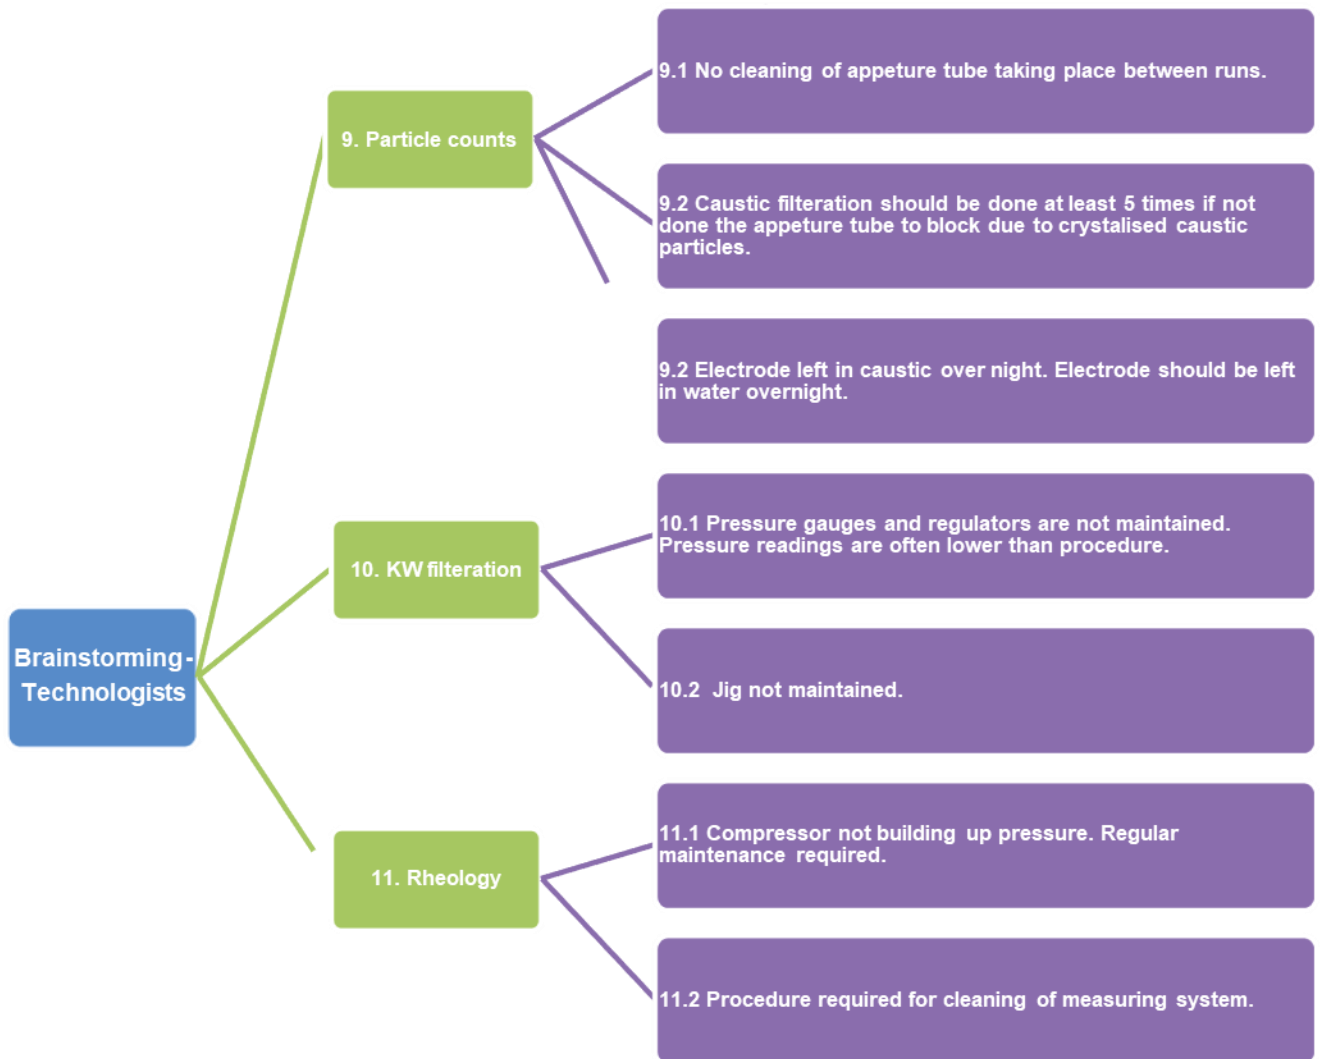 9.1 No cleaning of appeture tube taking place between runs.
9. Particle counts
9.2 Caustic filteration should be done at least 5 times if not
done the appeture tube to block due to crystalised caustic
particles.
9.2 Electrode left in caustic over night. Electrode should be left
in water overnight.
10.1 Pressure gauges and regulators are not maintained.
Pressure readings are often lower than procedure.
10. KW filteration
Brainstorming-
Technologists
10.2 Jig not maintained.
11.1 Compressor not building up pressure. Regular
maintenance required.
11. Rheology
11.2 Procedure required for cleaning of measuring system.